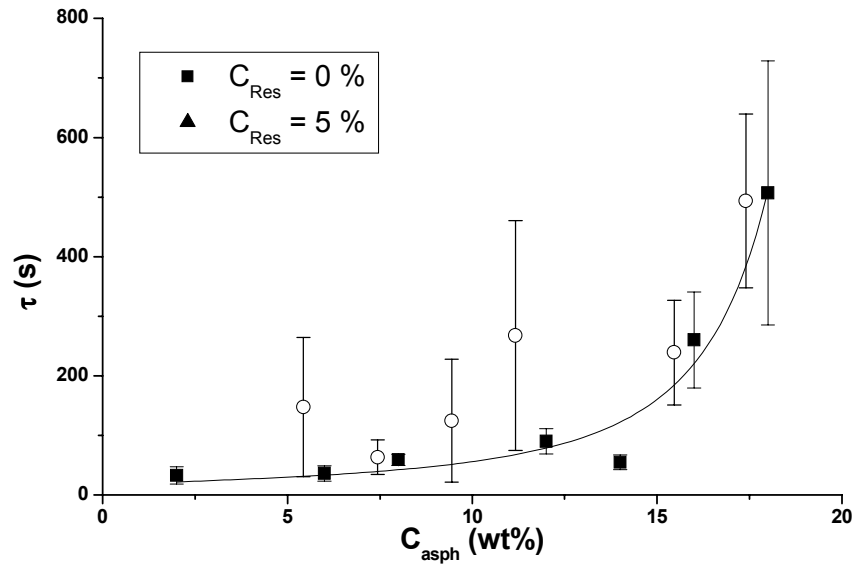 800
600
400
200
0
τ (s)
C_Res = 0 %
C_Res = 5 %
0 5 10 15 20
C_asph (wt%)